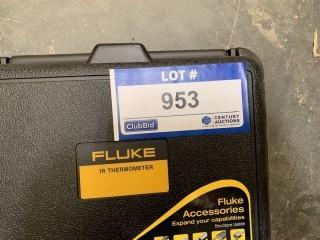 LOT #
953
ClubBid
CENTURY
AUCTIONS
FLUKE
IR THERMOMETER
Fluke
Accessories
Expand your capabilities